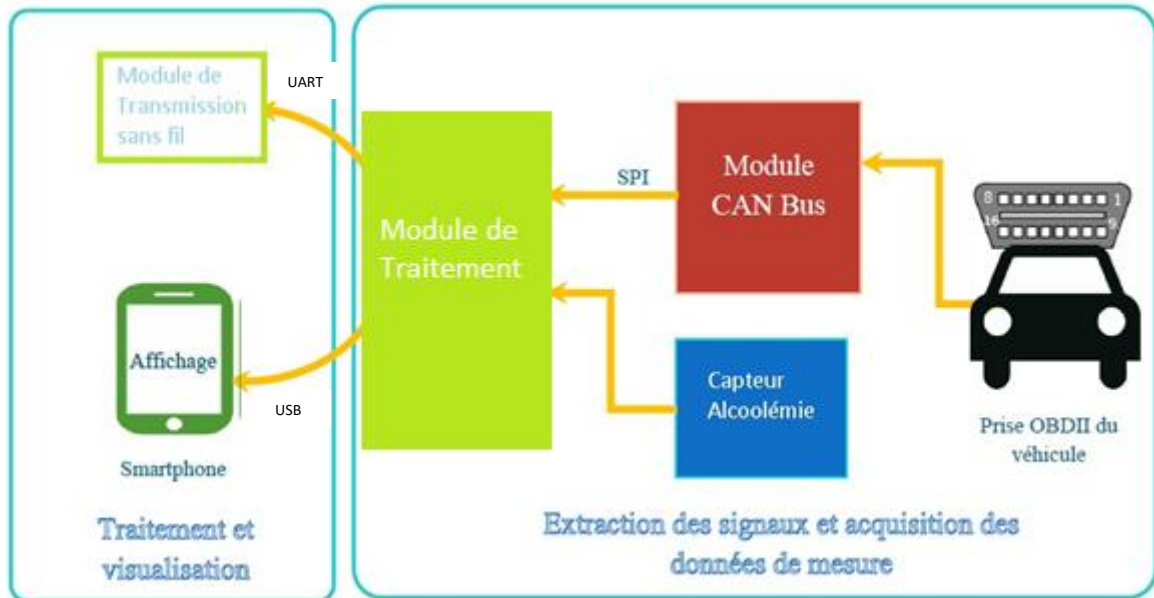 Module de
Transmission
sans fil
UART
Module de
Traitement
SPI
Module
CAN Bus
8
1
16
9
Affichage
USB
Smartphone
Capteur
Alcoolémie
Prise OBDII du
véhicule
Traitement et
visualisation
Extraction des signaux et acquisition des
données de mesure